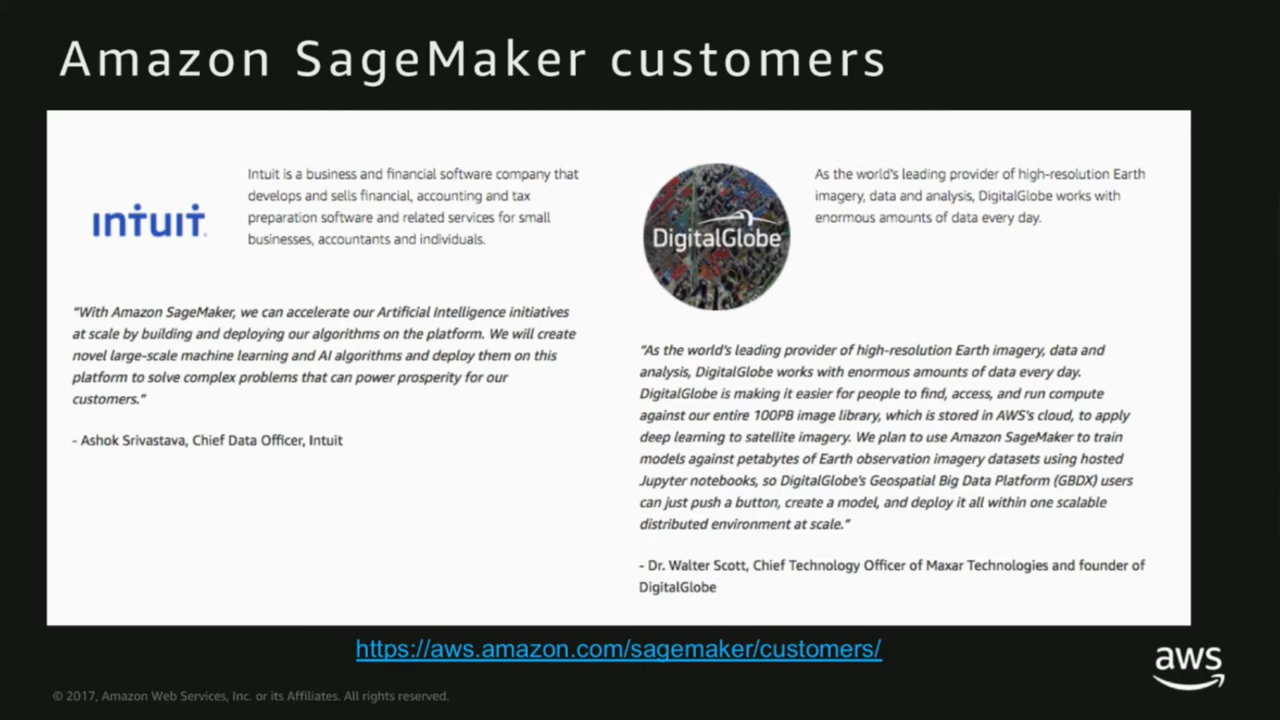 Amazon SageMaker customers
intuit
Intuit is a business and financial software company that
develops and sells financial, accounting and tax
preparation software and related services for small
businesses, accountants and individuals.
"With Amazon SageMaker, we can accelerate our Artificial Intelligence initiatives
at scale by building and deploying our algorithms on the platform. We will create
novel large-scale machine learning and AI algorithms and deploy them on this
platform to solve complex problems that can power prosperity for our
customers."
- Ashok Srivastava, Chief Data Officer, Intuit
DigitalGlobe
As the world's leading provider of high-resolution Earth
imagery, data and analysis, DigitalGlobe works with
enormous amounts of data every day.
"As the world's leading provider of high-resolution Earth imagery, data and
analysis, DigitalGlobe works with enormous amounts of data every day.
DigitalGlobe is making it easier for people to find, access, and run compute
against our entire 100PB image library, which is stored in AWS's cloud, to apply
deep learning to satellite imagery. We plan to use Amazon SageMaker to train
models against petabytes of Earth observation imagery datasets using hosted
Jupyter notebooks, so DigitalGlobe's Geospatial Big Data Platform (GBDX) users
can just push a button, create a model, and deploy it all within one scalable
distributed environment at scale."
- Dr. Walter Scott, Chief Technology Officer of Maxar Technologies and founder of
DigitalGlobe
https://aws.amazon.com/sagemaker/customers/
aws
© 2017, Amazon Web Services, Inc. or its Affiliates. All rights reserved.